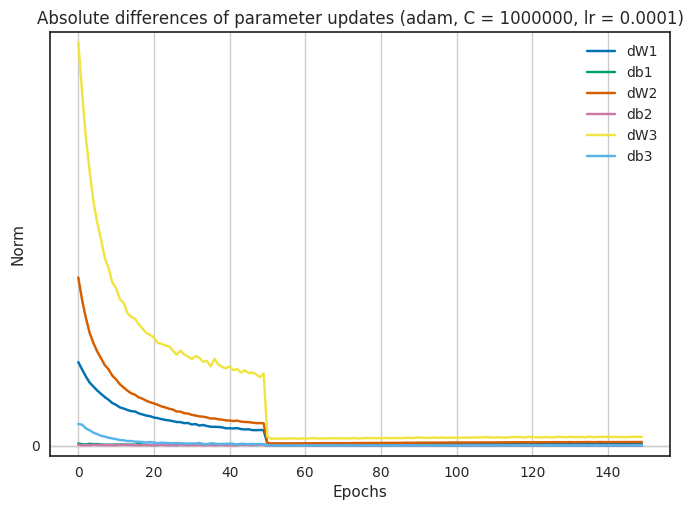 Absolute differences of parameter updates (adam, C = 1000000, lr = 0.0001)
dW1
db1
dW2
db2
dW3
db3
Norm
0
0 20 40 60 80 100 120 140
Epochs